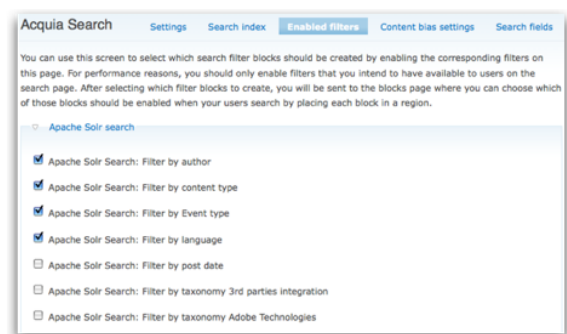 Acquia Search Settings Search index Enabled filters Content bias settings Search fields
You can use this screen to select which search filter blocks should be created by enabling the corresponding filters on
this page. For performance reasons, you should only enable filters that you intend to have available to users on the
search page. After selecting which filter blocks to create, you will be sent to the blocks page where you can choose which
of those blocks should be enabled when your users search by placing each block in a region.
Apache Solr search
Apache Solr Search: Filter by author
Apache Solr Search: Filter by content type
Apache Solr Search: Filter by Event type
Apache Solr Search: Filter by language
Apache Solr Search: Filter by post date
Apache Solr Search: Filter by taxonomy 3rd parties integration
Apache Solr Search: Filter by taxonomy Adobe Technologies